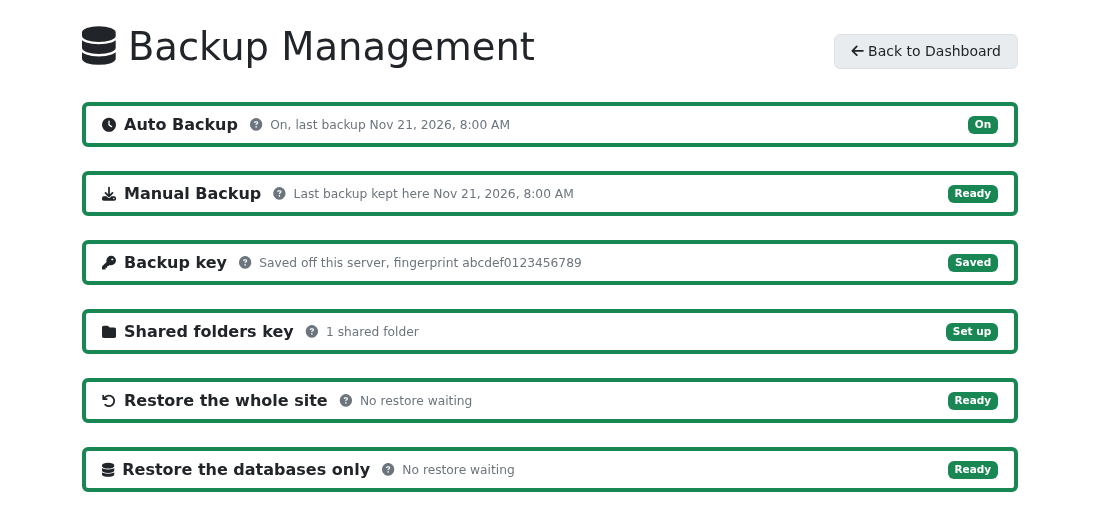 Backup Management
Back to Dashboard
Auto Backup ? On, last backup Nov 21, 2026, 8:00 AM On
Manual Backup ? Last backup kept here Nov 21, 2026, 8:00 AM Ready
Backup key ? Saved off this server, fingerprint abcdef0123456789 Saved
Shared folders key ? 1 shared folder Set up
Restore the whole site ? No restore waiting Ready
Restore the databases only ? No restore waiting Ready